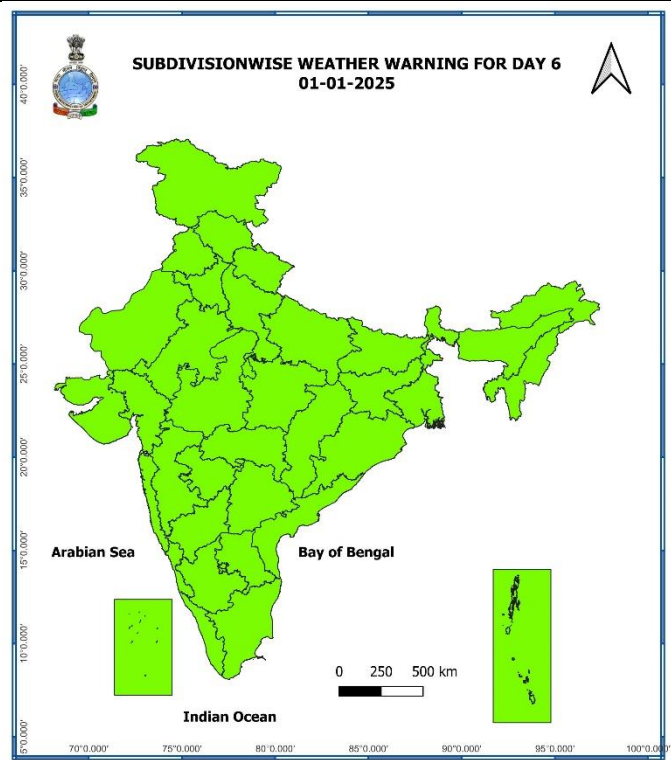 SUBDIVISIONWISE WEATHER WARNING FOR DAY 6
01-01-2025
40°0.000'
35°0.000'
30°0.000'
25°0.000'
20°0.000'
15°0.000'
10°0.000'
5°0.000'
Arabian Sea
Bay of Bengal
0 250 500 km
Indian Ocean
70°0.000' 75°0.000' 80°0.000' 85°0.000' 90°0.000' 95°0.000' 100°0.000'